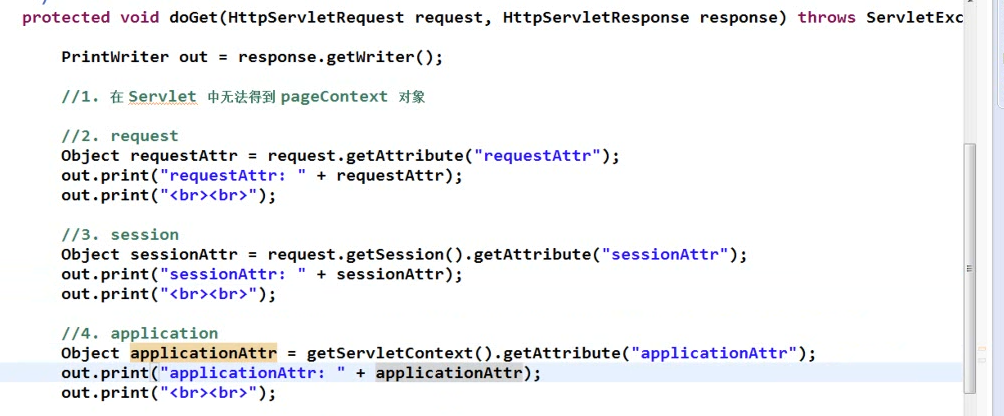 protected void doGet(HttpServletRequest request, HttpServletResponse response) throws ServletExc
PrintWriter out = response.getWriter();
//1. 在 Servlet 中无法得到 pageContext 对象
//2. request
Object requestAttr = request.getAttribute("requestAttr");
out.print("requestAttr: " + requestAttr);
out.print("<br><br>");
//3. session
Object sessionAttr = request.getSession().getAttribute("sessionAttr");
out.print("sessionAttr: " + sessionAttr);
out.print("<br><br>");
//4. application
Object applicationAttr = getServletContext().getAttribute("applicationAttr");
out.print("applicationAttr: " + applicationAttr);
out.print("<br><br>");